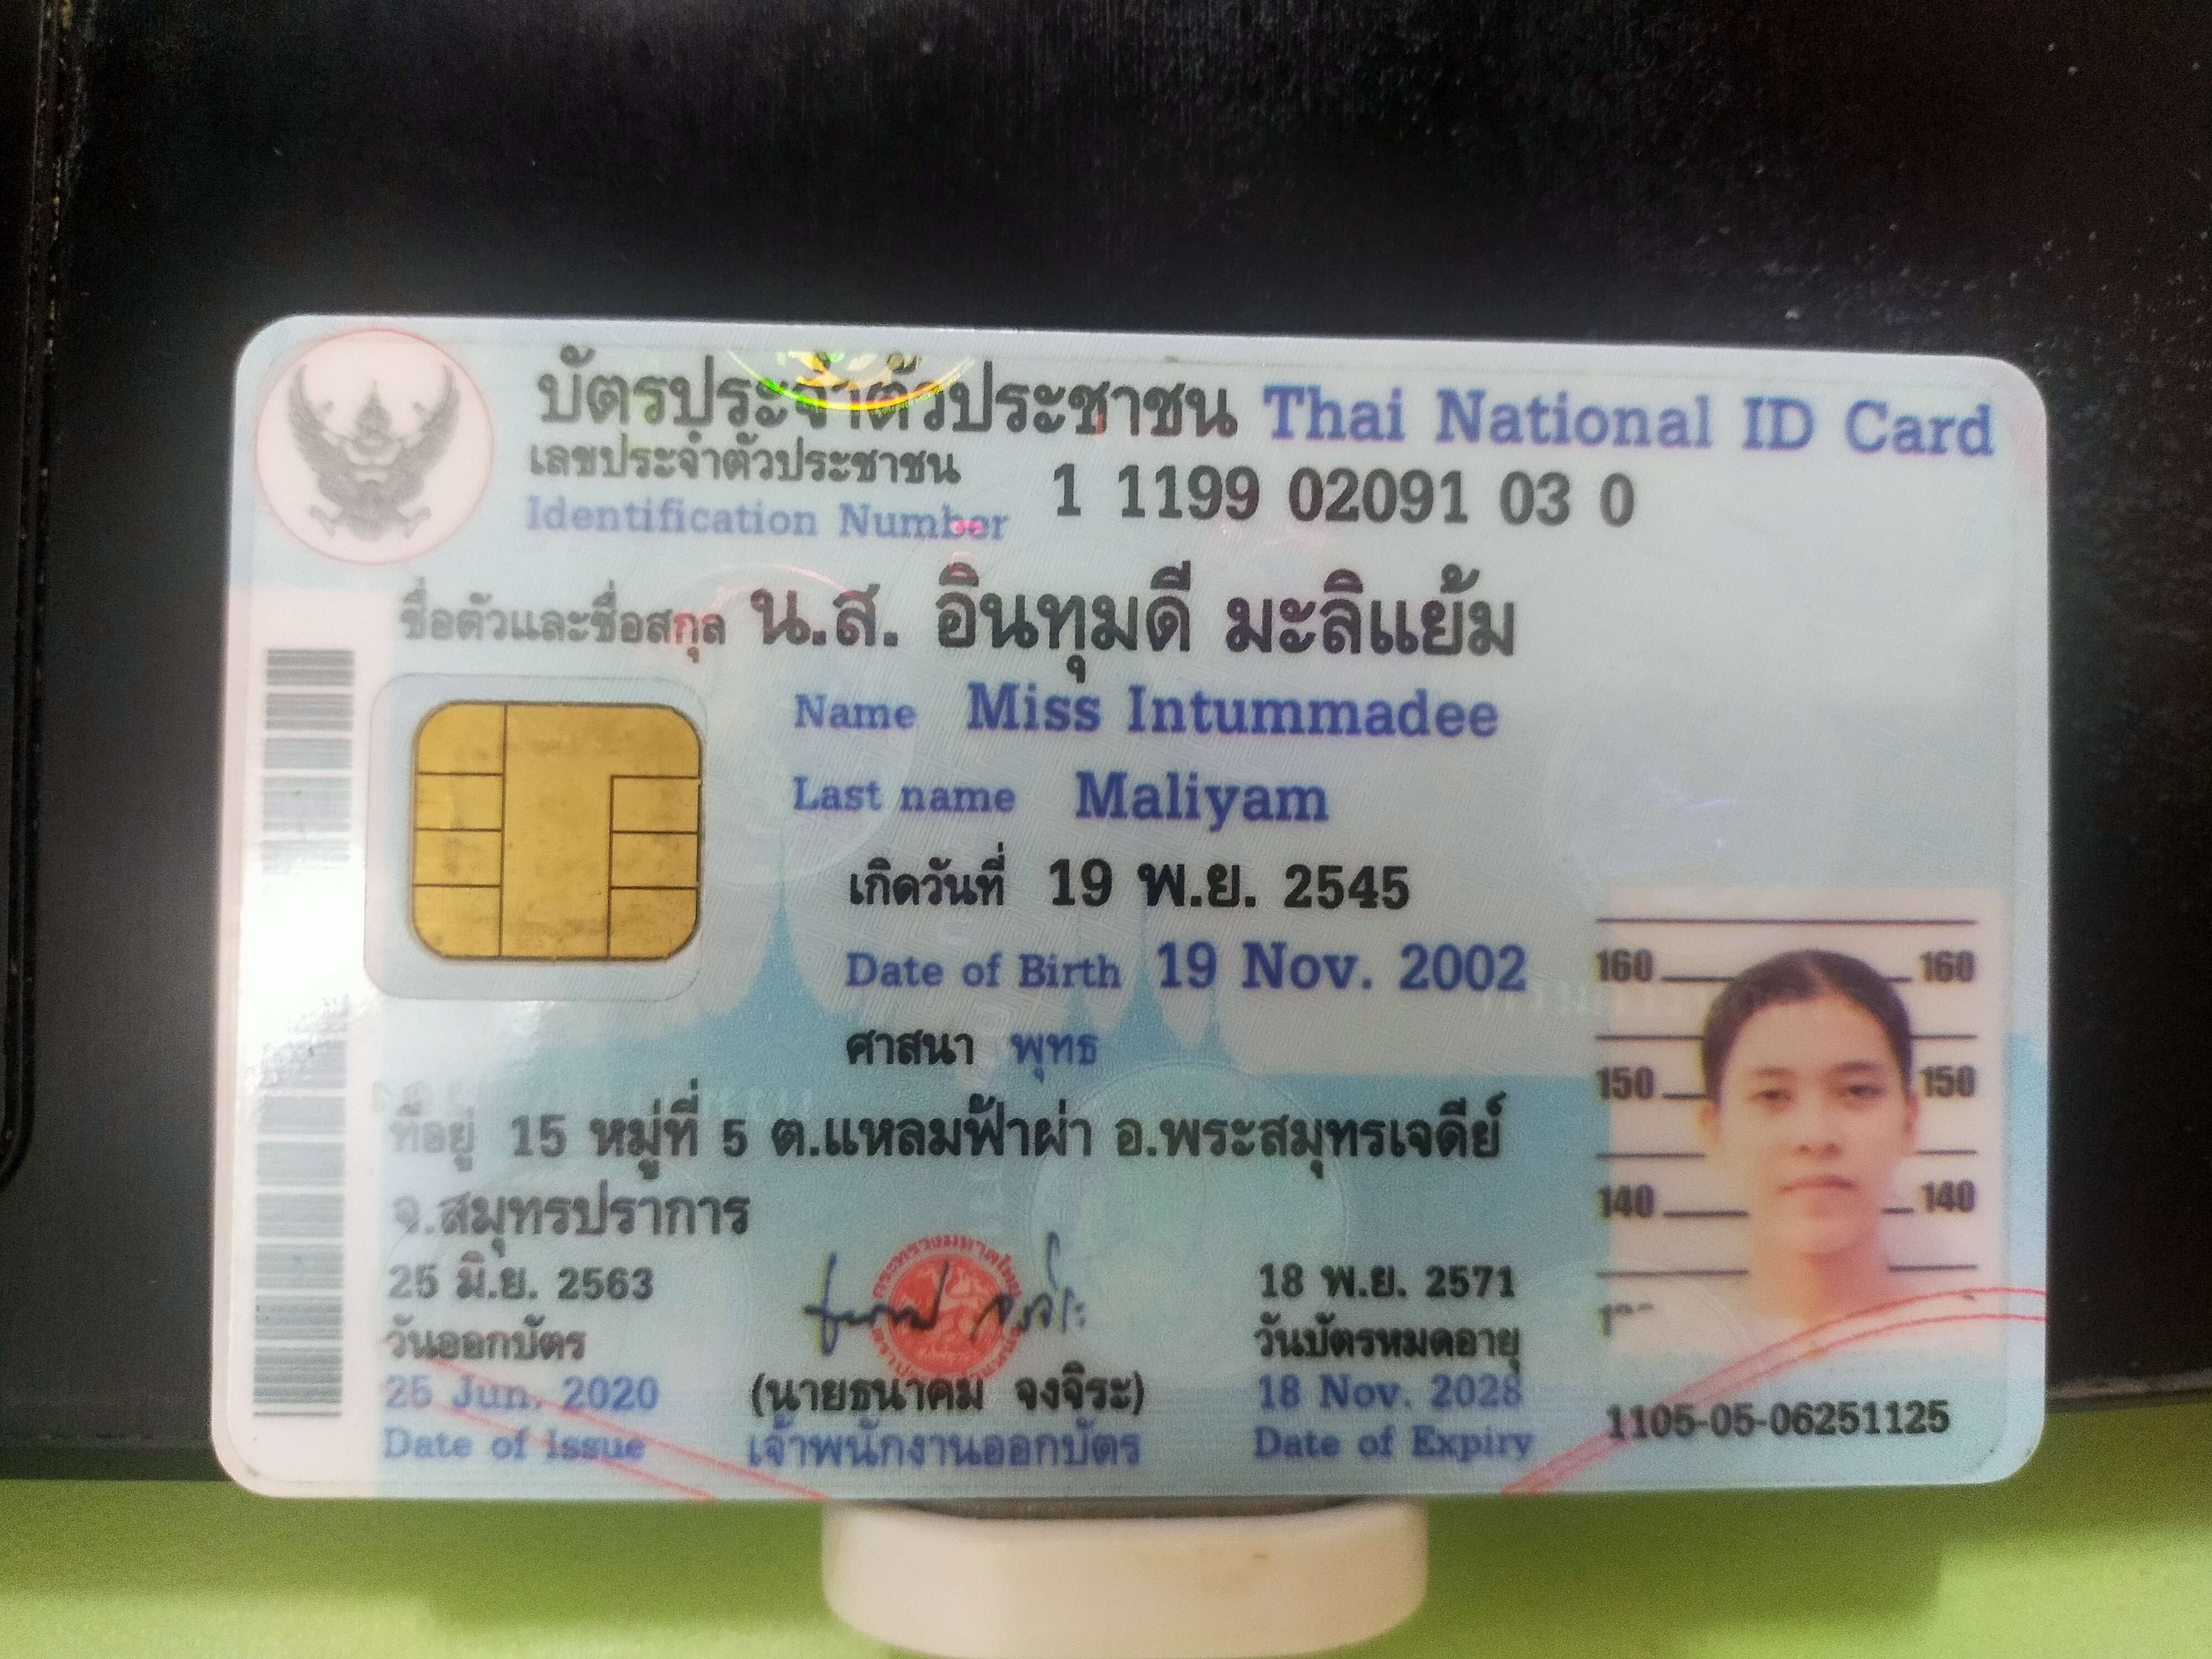 บัตรประจำตัวประชาชน Thai National ID Card
เลขประจำตัวประชาชน 1 1199 02091 03 0
Identification Number
ชื่อตัวและชื่อสกุล น.ส. อินทุมดี มะลิแย้ม
Name Miss Intummadee
Last name Maliyam
เกิดวันที่ 19 พ.ย. 2545
Date of Birth 19 Nov. 2002
ศาสนา พุทธ
ที่อยู่ 15 หมู่ที่ 5 ต.แหลมฟ้าผ่า อ.พระสมุทรเจดีย์
จ.สมุทรปราการ
160 160
150 150
140 140
25 มิ.ย. 2563
วันออกบัตร
25 Jun. 2020
Date of Issue
(นายธนาคม จงจิระ)
เจ้าพนักงานออกบัตร
18 พ.ย. 2571
วันบัตรหมดอายุ
18 Nov. 2028
Date of Expiry
1105-05-06251125